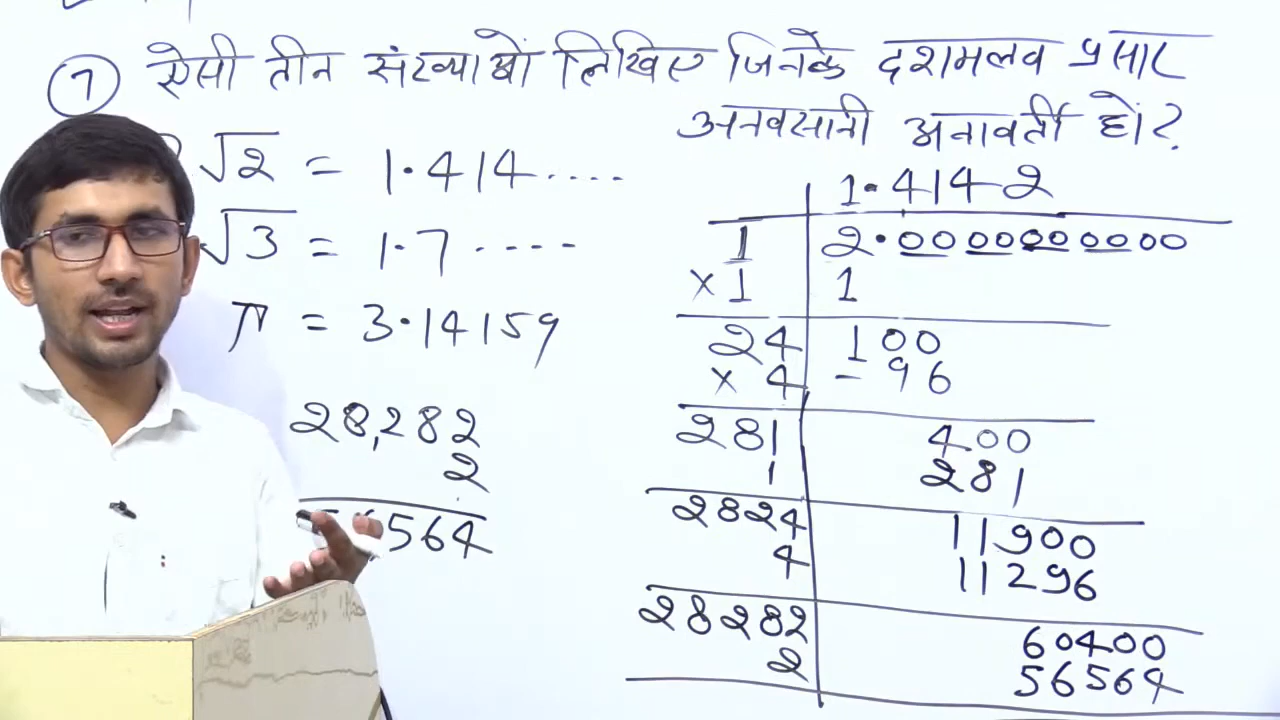 7 ऐसी तीन संख्याओं लिखिए जिनके दशमलव प्रसार
अनवसानी अनावर्ती हों?
√2 = 1.414....
√3 = 1.7....
π = 3.14159
28,282
2
56564
1.4142
1 2.0000000000
×1 1
24 100
× 4 - 96
281 400
1 281
2824 11900
4 11296
28282 60400
2 56564